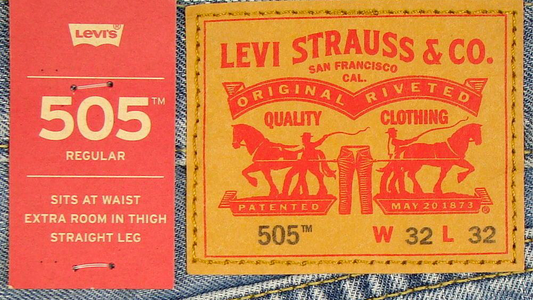 LEVI'S
505™
REGULAR
SITS AT WAIST
EXTRA ROOM IN THIGH
STRAIGHT LEG
LEVI STRAUSS & CO.
SAN FRANCISCO
CAL.
ORIGINAL RIVETED
QUALITY CLOTHING
PATENTED MAY 20 1873 ®
505™ W 32 L 32